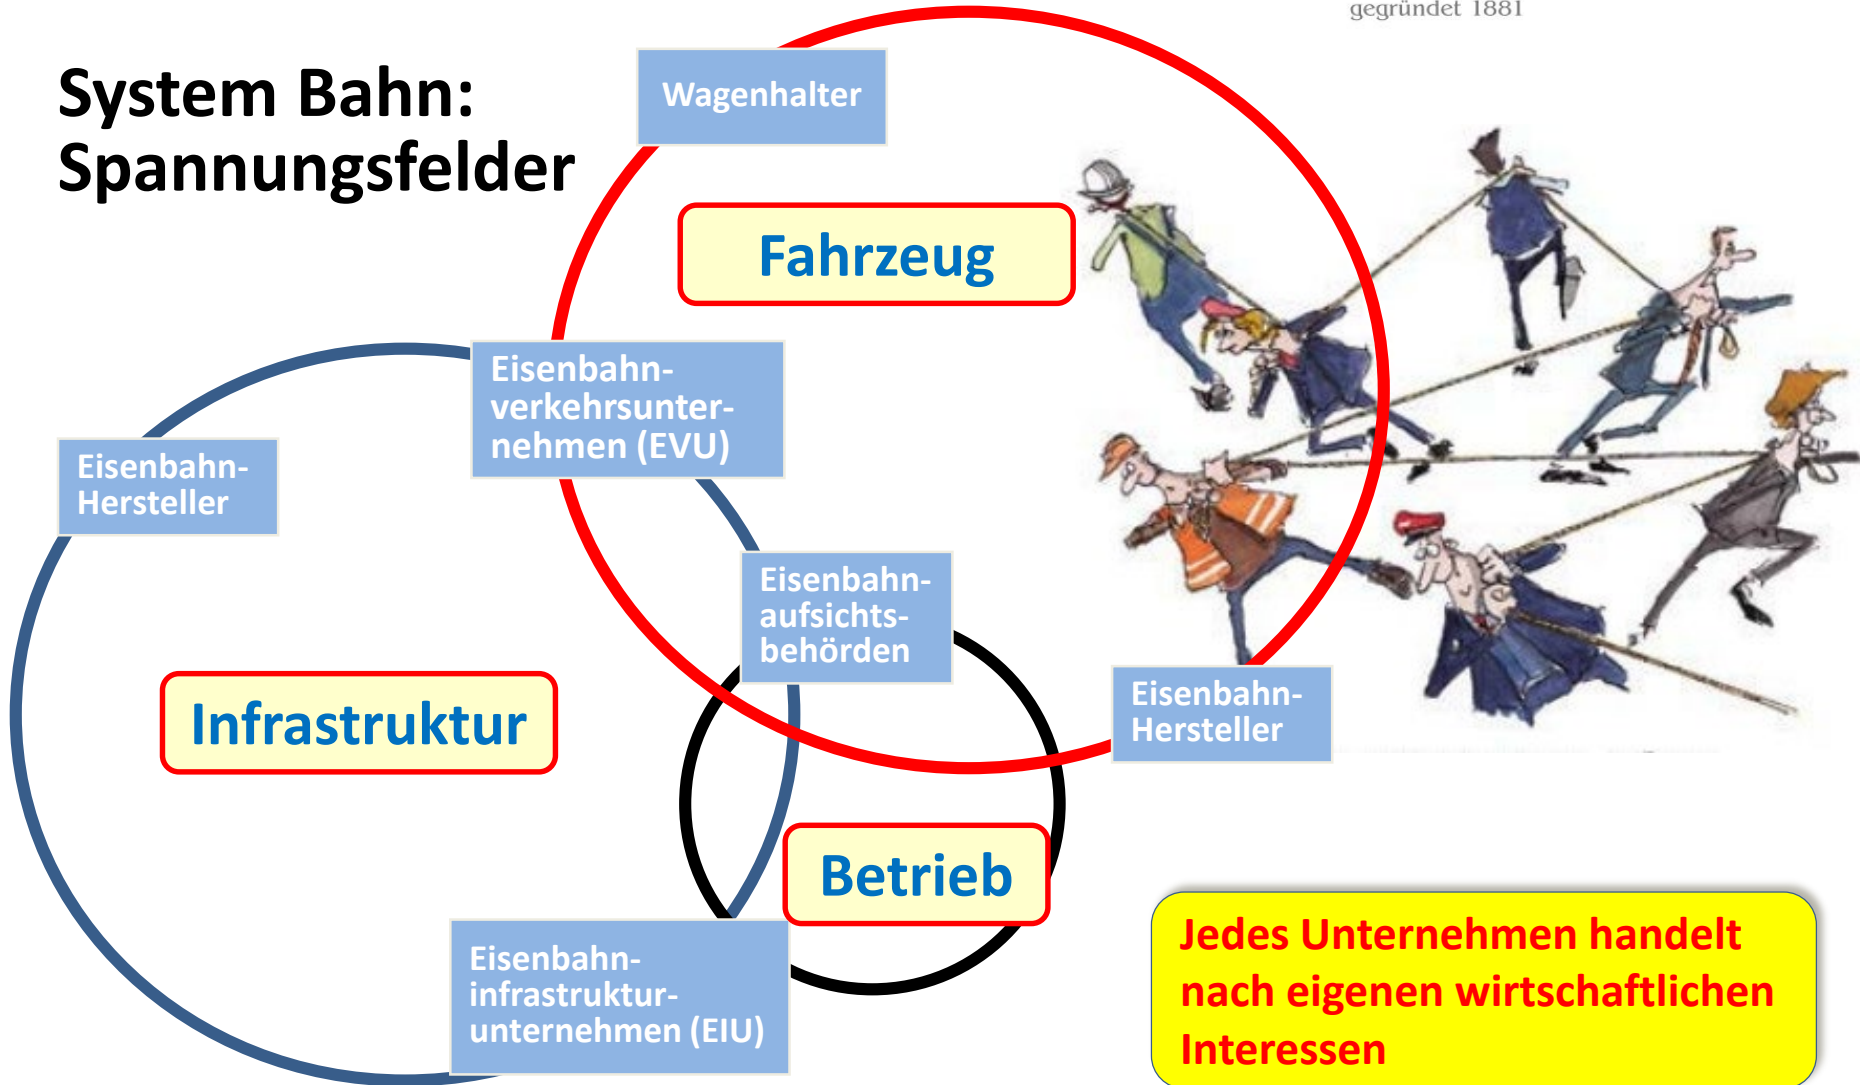 gegründet 1881
System Bahn:
Spannungsfelder
Wagenhalter
Fahrzeug
Eisenbahn-
verkehrsunter-
nehmen (EVU)
Eisenbahn-
Hersteller
Eisenbahn-
aufsichts-
behörden
Infrastruktur
Eisenbahn-
Hersteller
Betrieb
Eisenbahn-
infrastruktur-
unternehmen (EIU)
Jedes Unternehmen handelt
nach eigenen wirtschaftlichen
Interessen